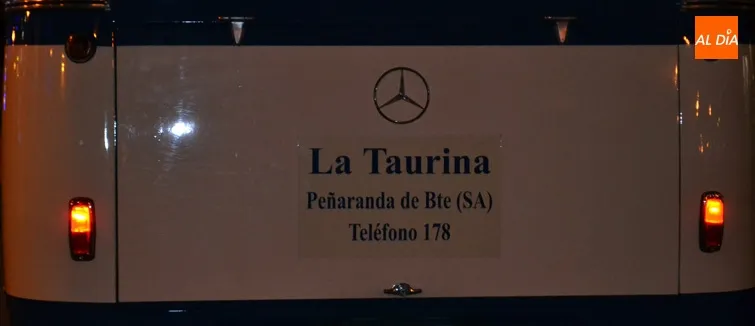 AL DÍA
La Taurina
Peñaranda de Bte (SA)
Teléfono 178